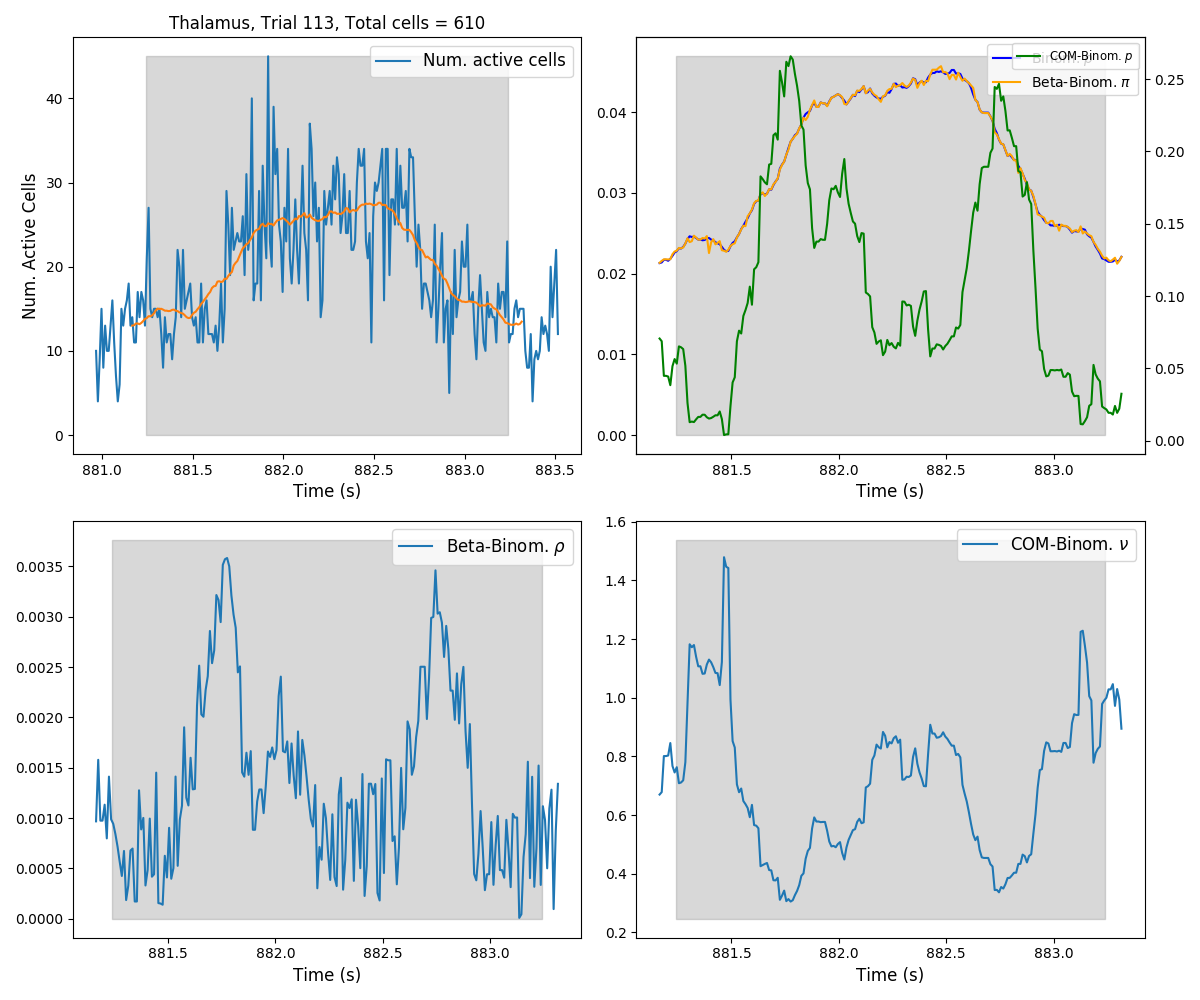 Thalamus, Trial 113, Total cells = 610
Num. active cells
Num. Active Cells
40
30
20
10
0
881.0 881.5 882.0 882.5 883.0 883.5
Time (s)
COM-Binom. p
Beta-Binom. π
0.04
0.03
0.02
0.01
0.00
0.25
0.20
0.15
0.10
0.05
0.00
881.5 882.0 882.5 883.0
Time (s)
Beta-Binom. ρ
0.0035
0.0030
0.0025
0.0020
0.0015
0.0010
0.0005
0.0000
881.5 882.0 882.5 883.0
Time (s)
COM-Binom. ν
1.6
1.4
1.2
1.0
0.8
0.6
0.4
0.2
881.5 882.0 882.5 883.0
Time (s)